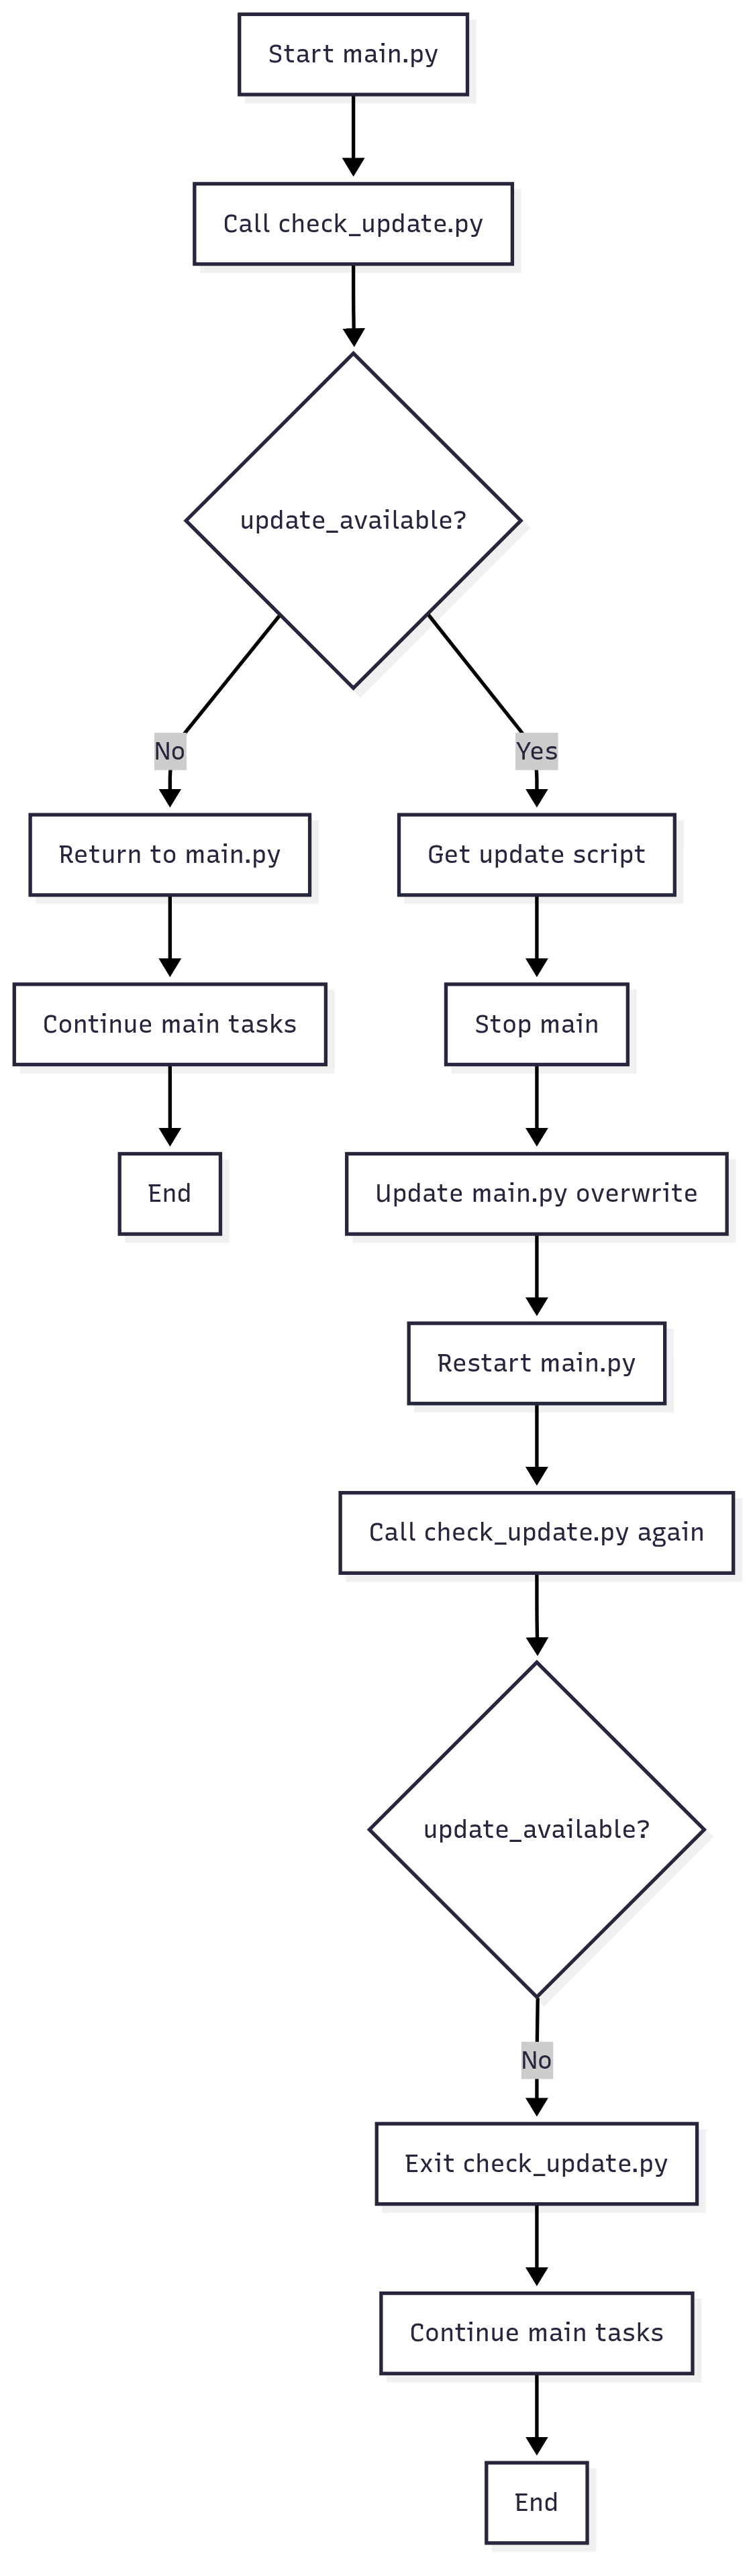 Start main.py
Call check_update.py
update_available?
No
Yes
Return to main.py
Get update script
Continue main tasks
Stop main
End
Update main.py overwrite
Restart main.py
Call check_update.py again
update_available?
No
Exit check_update.py
Continue main tasks
End